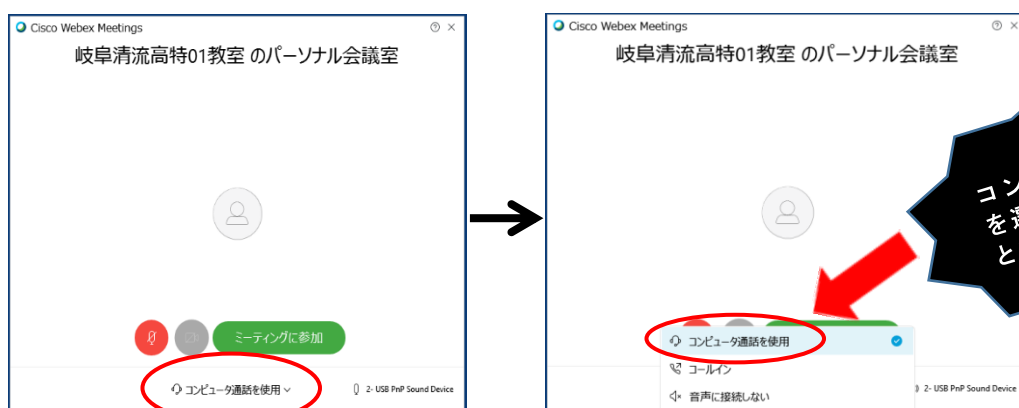 Cisco Webex Meetings
岐阜清流高特01教室 のパーソナル会議室
ミーティングに参加
コンピュータ通話を使用
2- USB PnP Sound Device
Cisco Webex Meetings
岐阜清流高特01教室 のパーソナル会議室
コン
を選
と
コンピュータ通話を使用
コールイン
音声に接続しない
2- USB PnP Sound Device